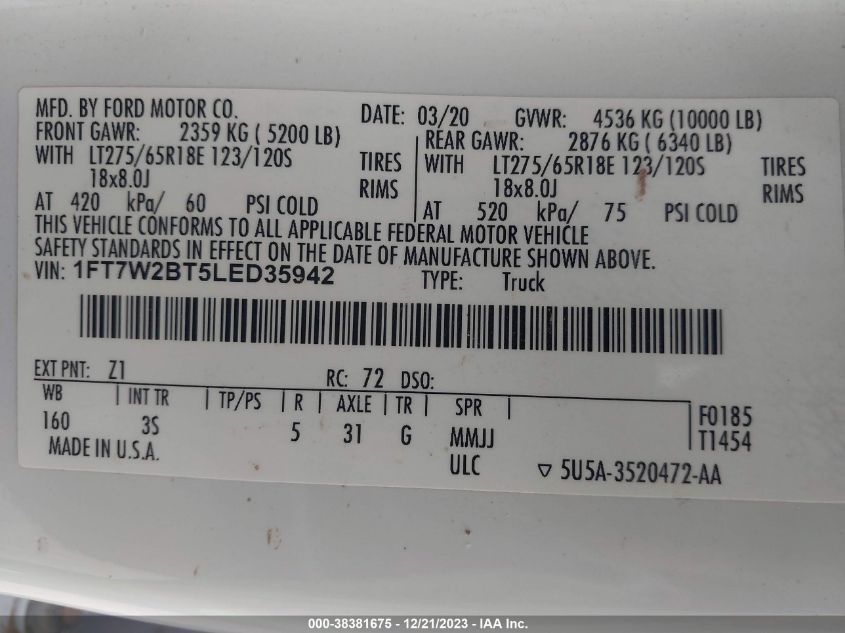 MFD. BY FORD MOTOR CO.
DATE: 03/20 GVWR: 4536 KG (10000 LB)
FRONT GAWR: 2359 KG ( 5200 LB)
WITH LT275/65R18E 123/120S TIRES
18x8.0J RIMS
AT 420 kPa/ 60 PSI COLD
REAR GAWR: 2876 KG ( 6340 LB)
WITH LT275/65R18E 123/120S TIRES
18x8.0J RIMS
AT 520 kPa/ 75 PSI COLD
THIS VEHICLE CONFORMS TO ALL APPLICABLE FEDERAL MOTOR VEHICLE
SAFETY STANDARDS IN EFFECT ON THE DATE OF MANUFACTURE SHOWN ABOVE.
VIN: 1FT7W2BT5LED35942 TYPE: Truck
EXT PNT: Z1 RC: 72 DSO:
WB | INT TR | TP/PS | R | AXLE | TR | SPR |
160 3S 5 31 G MMJJ
F0185
T1454
MADE IN U.S.A. ULC ▽ 5U5A-3520472-AA
000-38381675 - 12/21/2023 - IAA Inc.